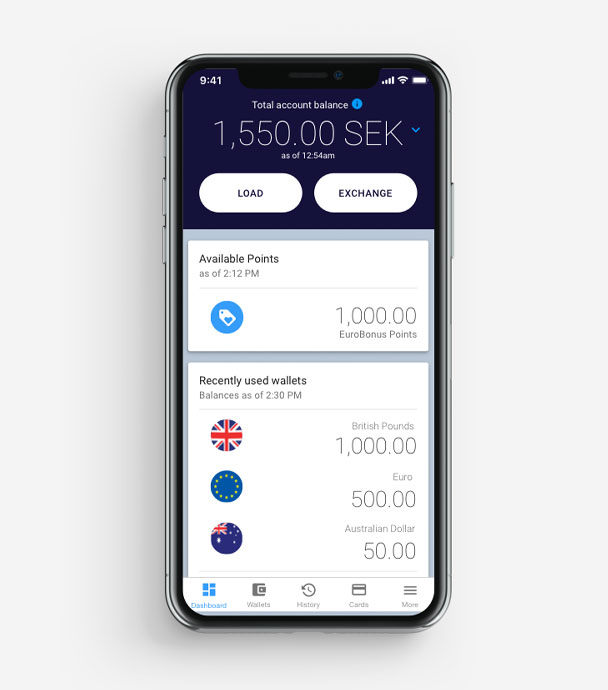 9:41
Total account balance
1,550.00 SEK
as of 12:54am
LOAD
EXCHANGE
Available Points
as of 2:12 PM
1,000.00
EuroBonus Points
Recently used wallets
Balances as of 2:30 PM
British Pounds
1,000.00
Euro
500.00
Australian Dollar
50.00
Dashboard
Wallets
History
Cards
More